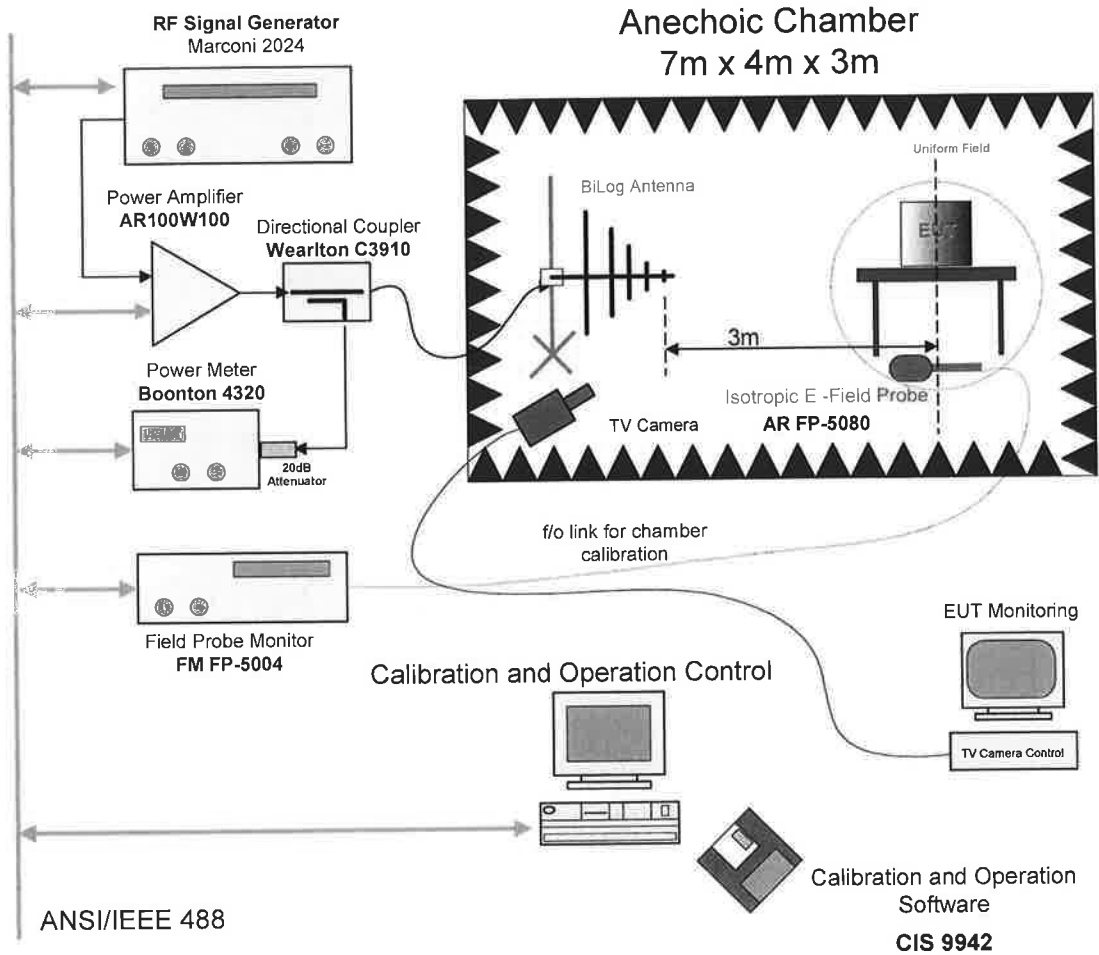 RF Signal Generator
Marconi 2024
Anechoic Chamber
7m x 4m x 3m
Power Amplifier
AR100W100
Directional Coupler
Wearlton C3910
BiLog Antenna
Uniform Field
EUT
3m
Power Meter
Boonton 4320
20dB
Attenuator
TV Camera
Isotropic E -Field Probe
AR FP-5080
f/o link for chamber
calibration
Field Probe Monitor
FM FP-5004
EUT Monitoring
TV Camera Control
Calibration and Operation Control
Calibration and Operation
Software
CIS 9942
ANSI/IEEE 488